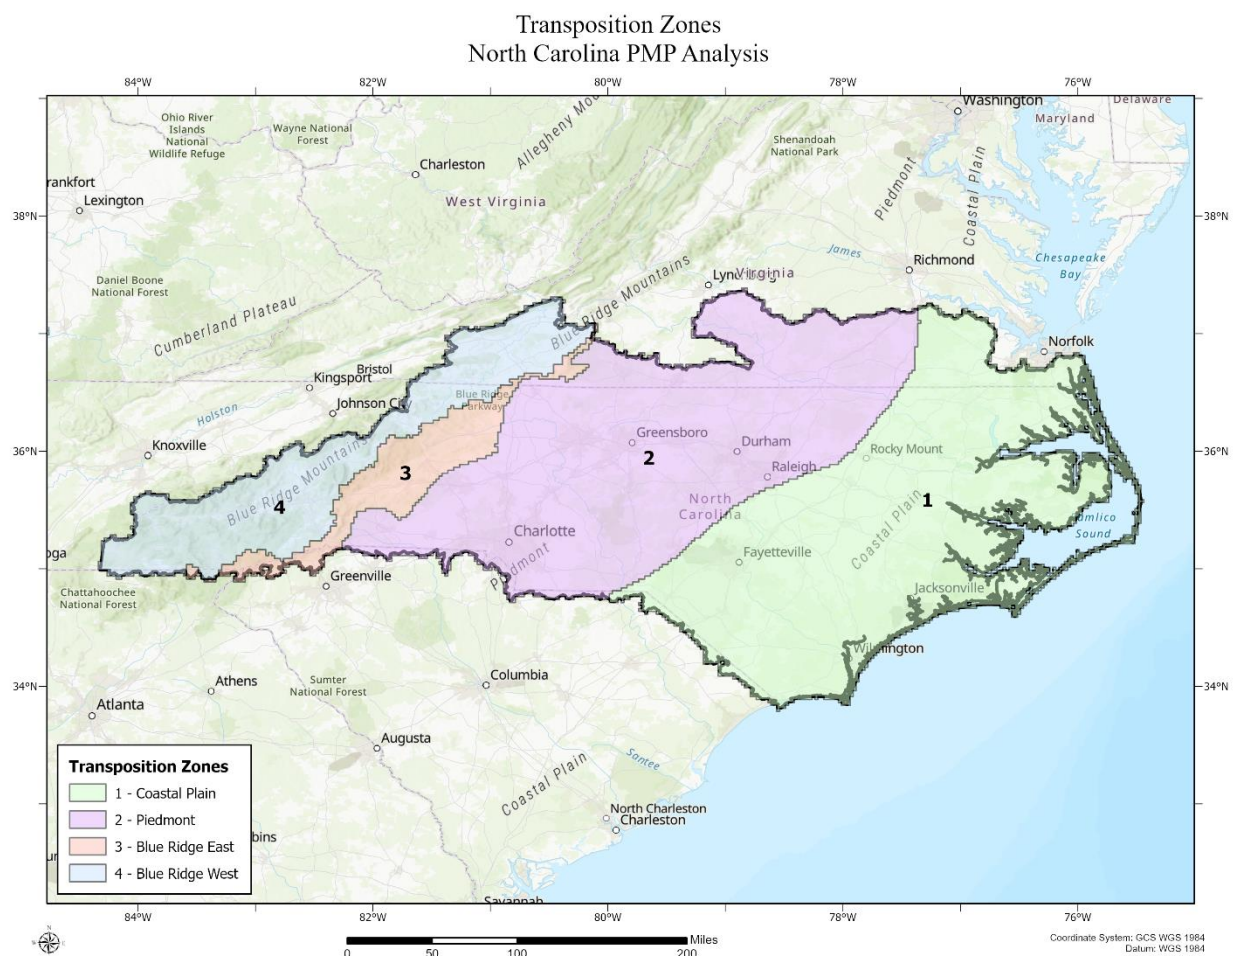 Transposition Zones
North Carolina PMP Analysis
84°W 82°W 80°W 78°W 76°W
Washington
Delaware
Maryland
Ohio River
Islands
National
Wildlife Refuge
Wayne National
Forest
Allegheny Mou
Shenandoah
National Park
Charleston
rankfort
Lexington
West Virginia
Piedmont
Coastal Plain
38°N 38°N
James
Richmond
Chesapeake
Bay
Virginia
Daniel Boone
National Forest
Blue Ridge Mountains
Cumberland Plateau
Norfolk
Bristol
Kingsport
Johnson City
Holston
Blue Ridge
Parkway
Knoxville
Greensboro
Durham
Raleigh
Rocky Mount
36°N 36°N
Blue Ridge Mountains
4
3
2
1
North
Carolina
Coastal Plain
Sound
Charlotte
Piedmont
Fayetteville
oga
Greenville
Jacksonville
Chattahoochee
National Forest
Wilmington
34°N 34°N
Athens
Sumter
National Forest
Columbia
Atlanta
Augusta
Santee
Coastal Plain
North Charleston
Charleston
bins
Savannah
Transposition Zones
1 - Coastal Plain
2 - Piedmont
3 - Blue Ridge East
4 - Blue Ridge West
84°W 82°W 80°W 78°W 76°W
N
Miles
0 50 100 200
Coordinate System: GCS WGS 1984
Datum: WGS 1984